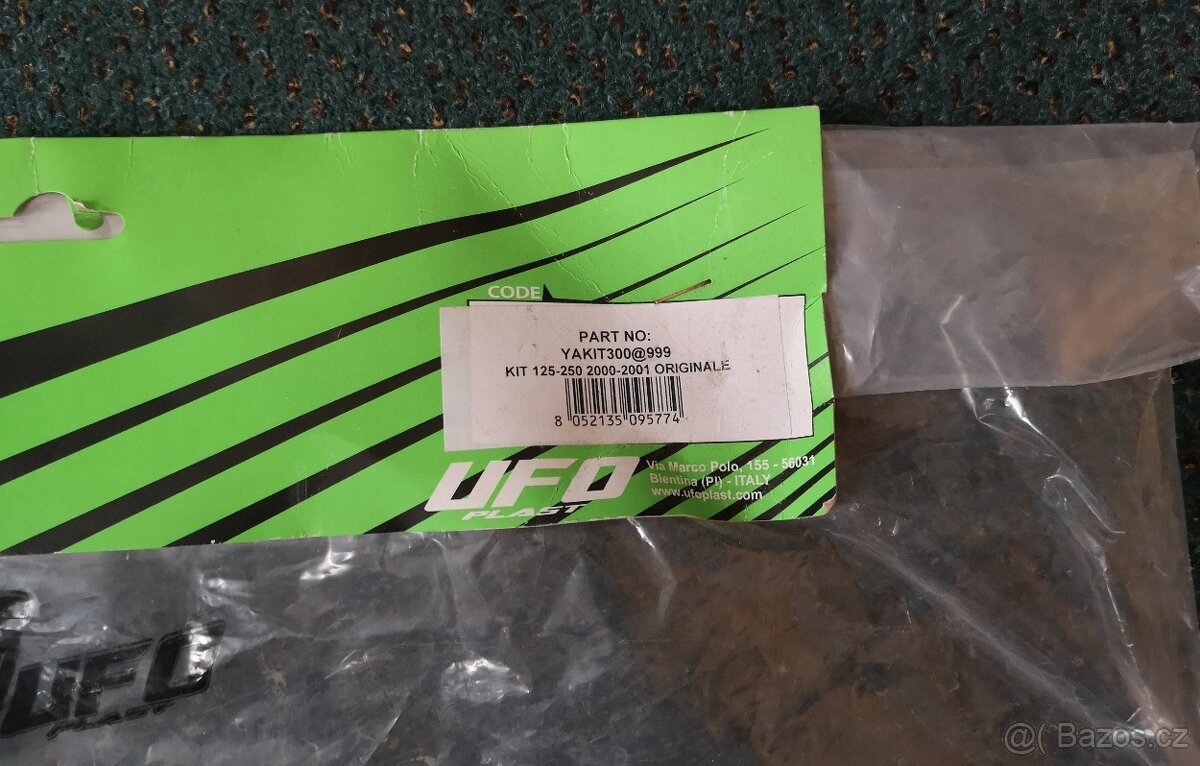 CODE
PART NO:
YAKIT300@999
KIT 125-250 2000-2001 ORIGINALE
8 052135 095774
UFO
PLAST
Via Marco Polo, 155 - 56031
Bientina (PI) - ITALY
www.ufoplast.com
UFO
PLAST
@( Bazoš.cz